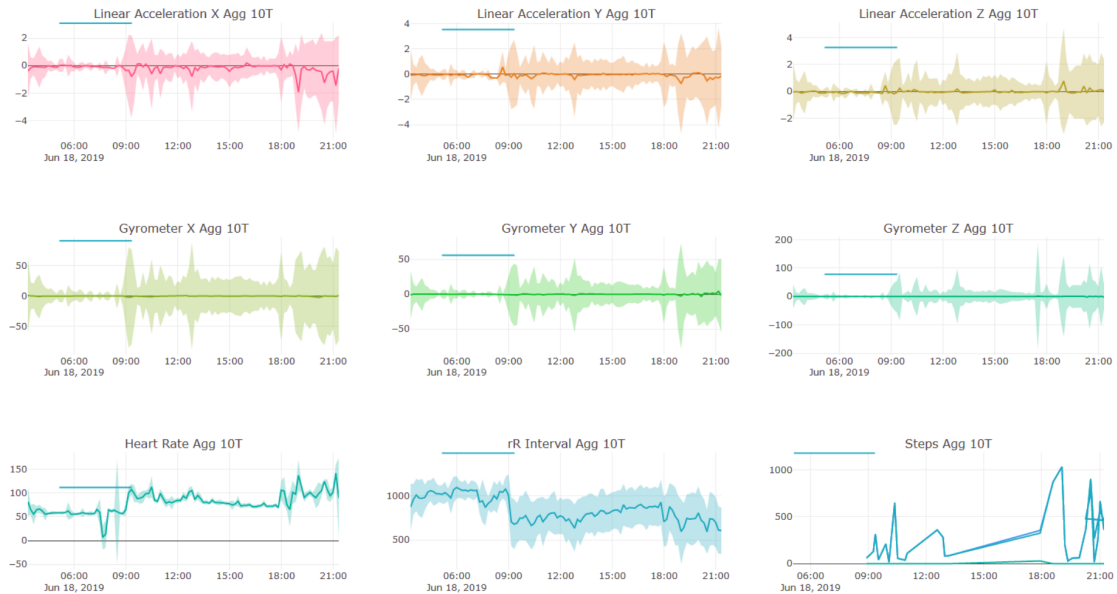 Linear Acceleration X Agg 10T
2
0
−2
−4
06:00 09:00 12:00 15:00 18:00 21:00
Jun 18, 2019
Linear Acceleration Y Agg 10T
4
2
0
−2
−4
06:00 09:00 12:00 15:00 18:00 21:00
Jun 18, 2019
Linear Acceleration Z Agg 10T
4
2
0
−2
06:00 09:00 12:00 15:00 18:00 21:00
Jun 18, 2019
Gyrometer X Agg 10T
50
0
−50
06:00 09:00 12:00 15:00 18:00 21:00
Jun 18, 2019
Gyrometer Y Agg 10T
50
0
−50
06:00 09:00 12:00 15:00 18:00 21:00
Jun 18, 2019
Gyrometer Z Agg 10T
200
100
0
−100
−200
06:00 09:00 12:00 15:00 18:00 21:00
Jun 18, 2019
Heart Rate Agg 10T
150
100
50
0
−50
06:00 09:00 12:00 15:00 18:00 21:00
Jun 18, 2019
rR Interval Agg 10T
1000
500
06:00 09:00 12:00 15:00 18:00 21:00
Jun 18, 2019
Steps Agg 10T
1000
500
0
06:00 09:00 12:00 15:00 18:00 21:00
Jun 18, 2019